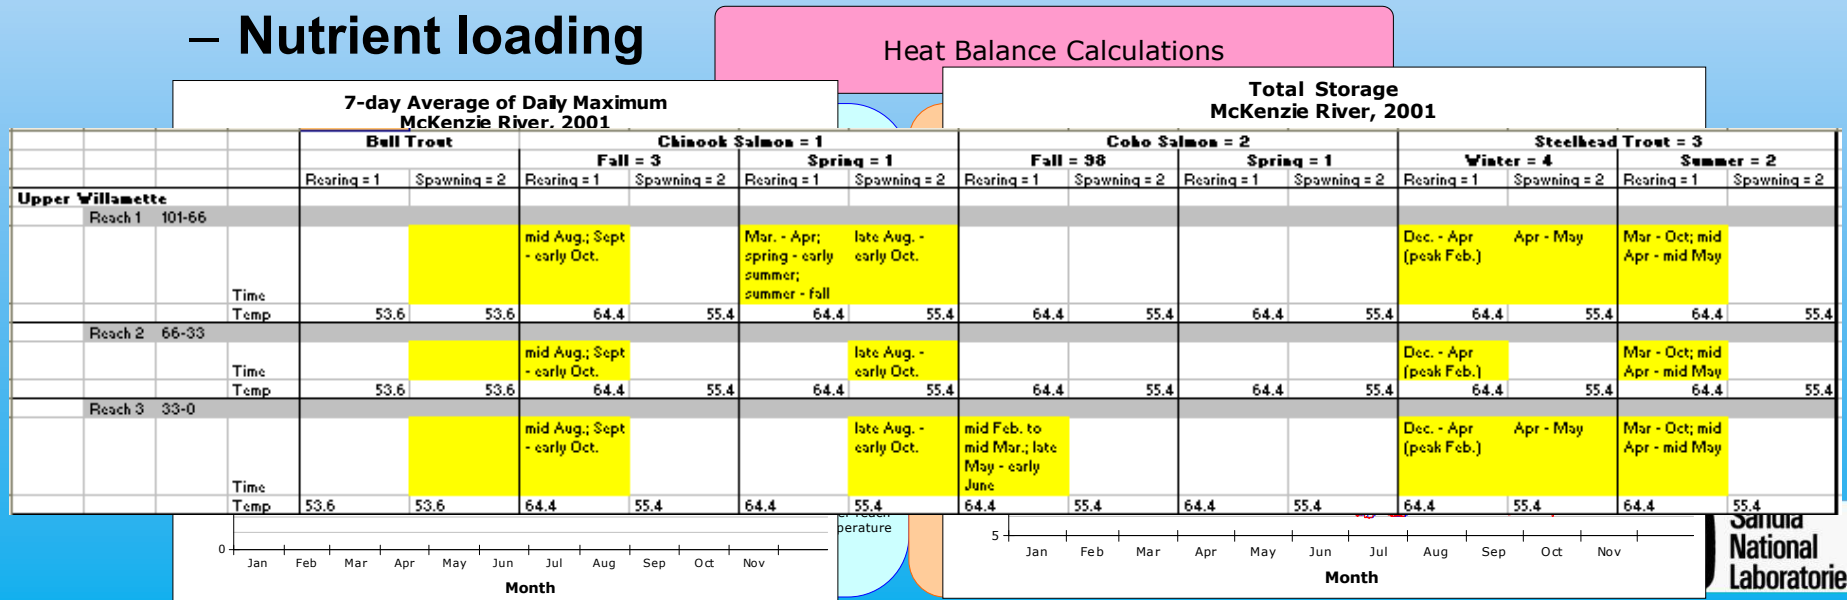 – Nutrient loading
Heat Balance Calculations
7-day Average of Daily Maximum
McKenzie River, 2001
Total Storage
McKenzie River, 2001
Bull Trout Chinook Salmon = 1 Coho Salmon = 2 Steelhead Trout = 3
Fall = 3 Spring = 1 Fall = 98 Spring = 1 Winter = 4 Summer = 2
Rearing = 1 Spawning = 2 Rearing = 1 Spawning = 2 Rearing = 1 Spawning = 2 Rearing = 1 Spawning = 2 Rearing = 1 Spawning = 2 Rearing = 1 Spawning = 2 Rearing = 1 Spawning = 2
Upper Willamette
Reach 1 101-66
mid Aug.; Sept Mar. - Apr; late Aug. - Dec. - Apr Apr - May Mar - Oct; mid
- early Oct. spring - early early Oct. (peak Feb.) Apr - mid May
summer;
Time summer - fall
Temp 53.6 53.6 64.4 55.4 64.4 55.4 64.4 55.4 64.4 55.4 64.4 55.4 64.4 55.4
Reach 2 66-33
mid Aug.; Sept late Aug. - Dec. - Apr Mar - Oct; mid
Time - early Oct. early Oct. (peak Feb.) Apr - mid May
Temp 53.6 53.6 64.4 55.4 64.4 55.4 64.4 55.4 64.4 55.4 64.4 55.4 64.4 55.4
Reach 3 33-0
mid Aug.; Sept late Aug. - mid Feb. to Dec. - Apr Apr - May Mar - Oct; mid
- early Oct. early Oct. mid Mar.; late (peak Feb.) Apr - mid May
May - early
Time June
Temp 53.6 53.6 64.4 55.4 64.4 55.4 64.4 55.4 64.4 55.4 64.4 55.4 64.4 55.4
reach
perature
0
Jan Feb Mar Apr May Jun Jul Aug Sep Oct Nov
Month
5
Jan Feb Mar Apr May Jun Jul Aug Sep Oct Nov
Month
Sandia
National
Laboratorie